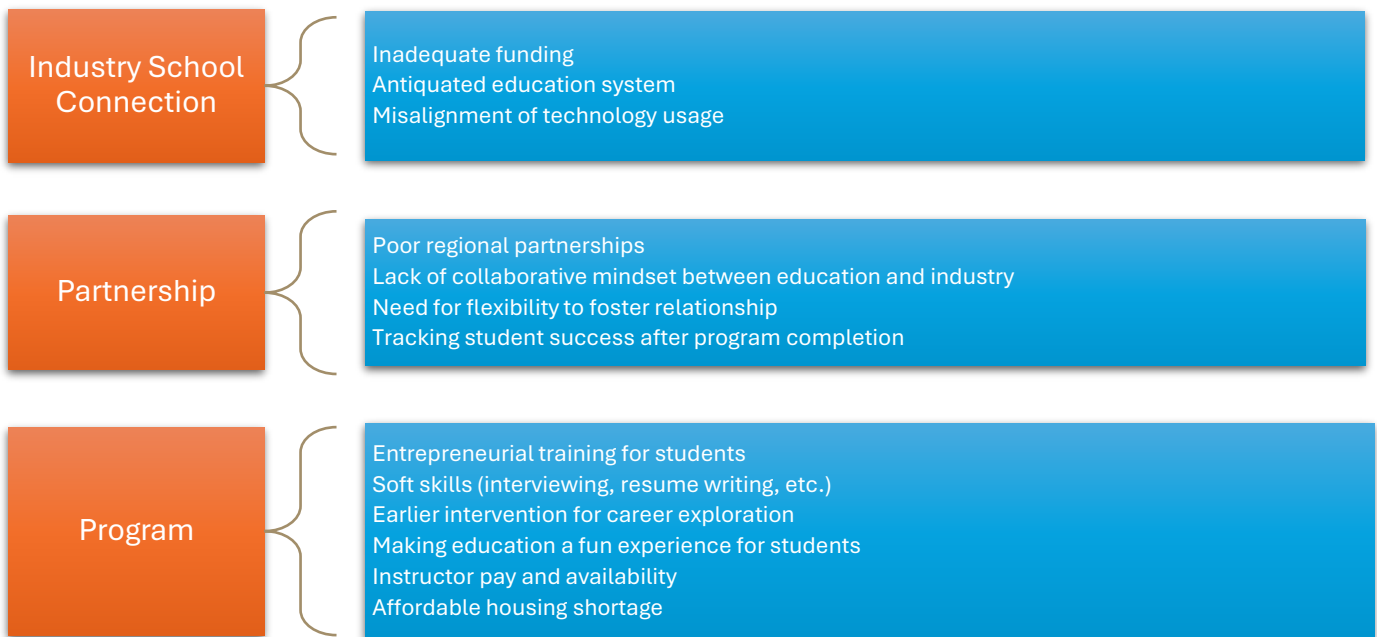 Industry School
Connection
Inadequate funding
Antiquated education system
Misalignment of technology usage
Partnership
Poor regional partnerships
Lack of collaborative mindset between education and industry
Need for flexibility to foster relationship
Tracking student success after program completion
Program
Entrepreneurial training for students
Soft skills (interviewing, resume writing, etc.)
Earlier intervention for career exploration
Making education a fun experience for students
Instructor pay and availability
Affordable housing shortage